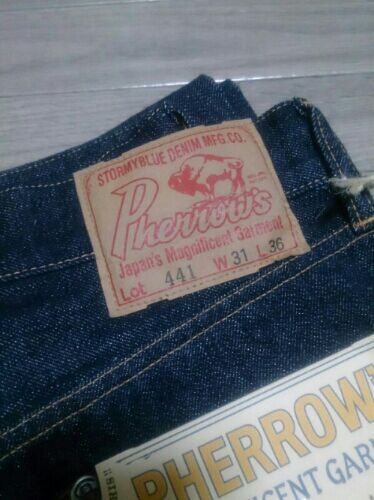 STORMYBLUE DENIM MFG.CO.
Pherrow's
Japan's Magnificent Garment
Lot 441 W 31 L 36
PHERROW'
CENT GAR